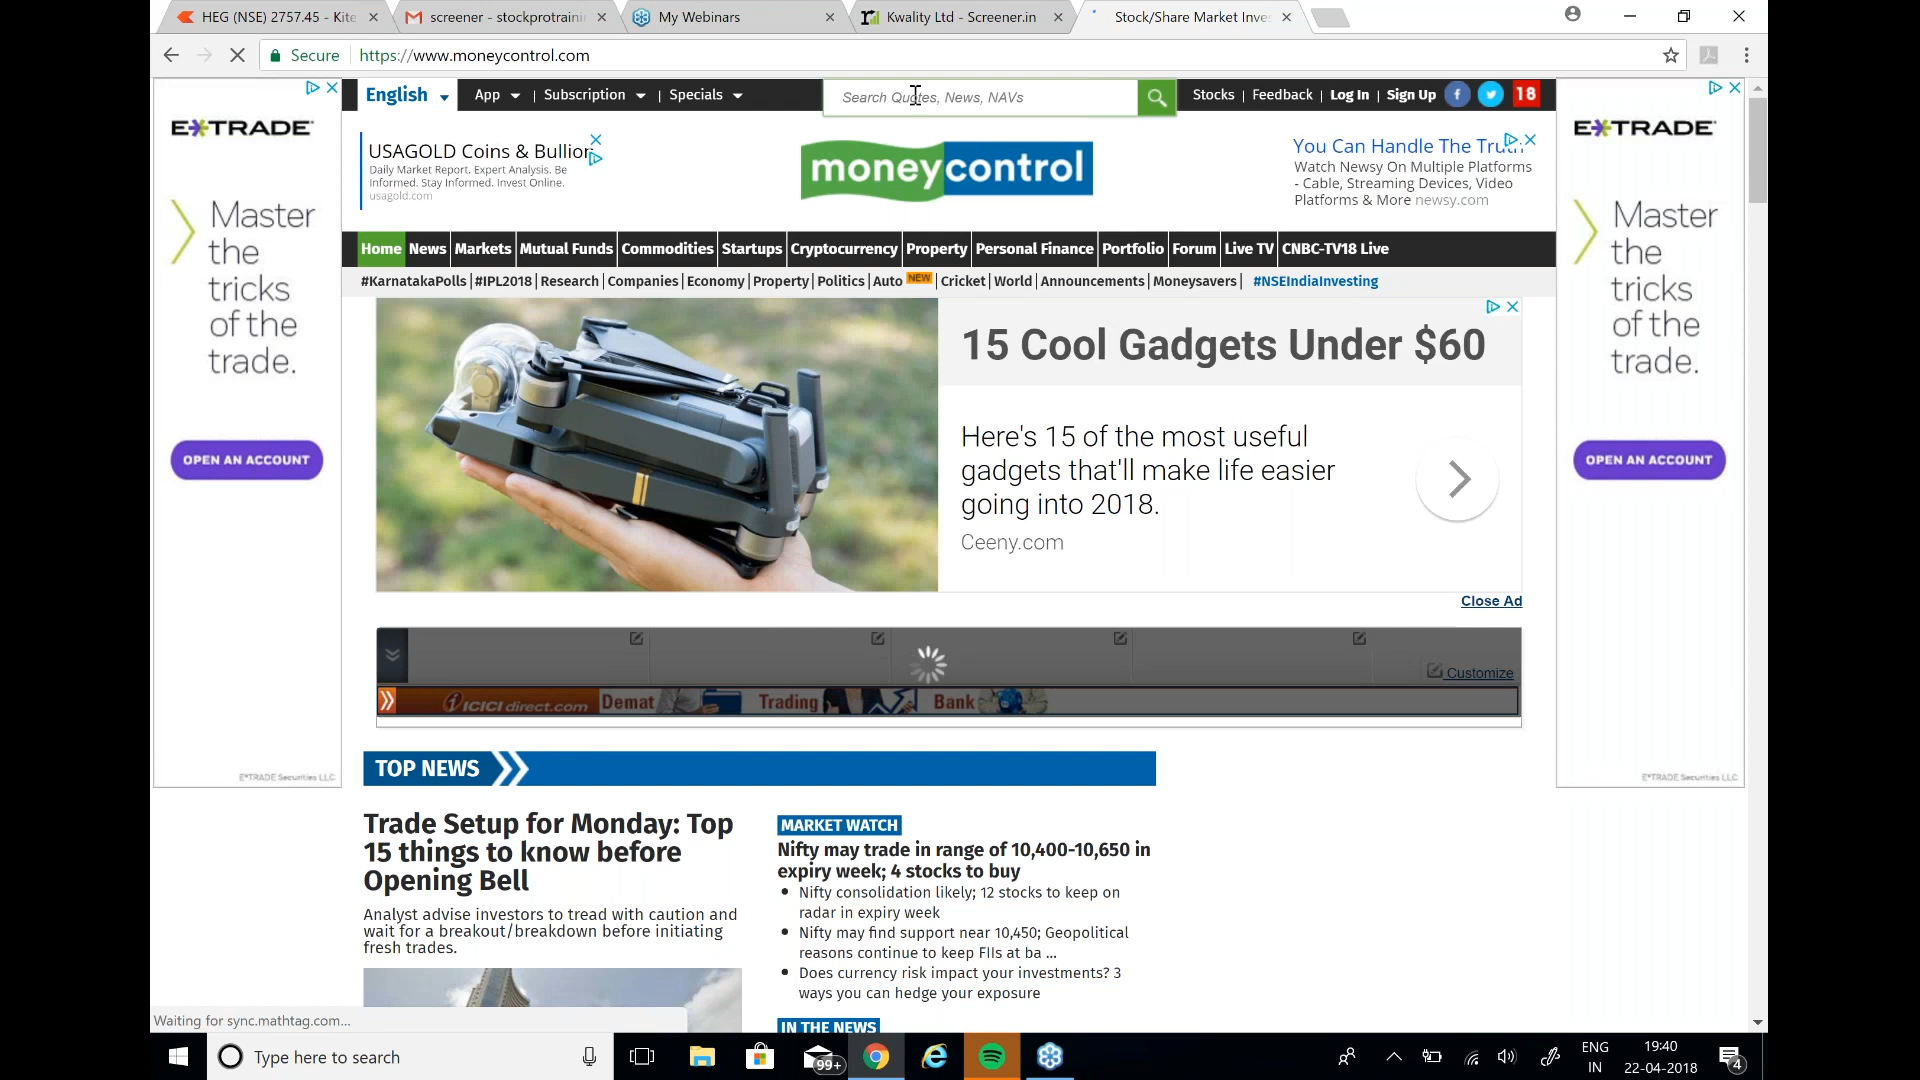 HEG (NSE) 2757.45 - Kite
screener - stockprotraini
My Webinars
Kwality Ltd - Screener.in
Stock/Share Market Inves
Secure
https://www.moneycontrol.com
English
App
Subscription
Specials
Search Quotes, News, NAVs
Stocks | Feedback | Log In | Sign Up
18
E*TRADE
Master
the
tricks
of the
trade.
OPEN AN ACCOUNT
E*TRADE Securities LLC
USAGOLD Coins & Bullion
Daily Market Report. Expert Analysis. Be
Informed. Stay Informed. Invest Online.
usagold.com
moneycontrol
You Can Handle The Truth
Watch Newsy On Multiple Platforms
- Cable, Streaming Devices, Video
Platforms & More newsy.com
E*TRADE
Master
the
tricks
of the
trade.
OPEN AN ACCOUNT
E*TRADE Securities LLC
Home News Markets Mutual Funds Commodities Startups Cryptocurrency Property Personal Finance Portfolio Forum Live TV CNBC-TV18 Live
#KarnatakaPolls | #IPL2018 | Research | Companies | Economy | Property | Politics | Auto NEW | Cricket | World | Announcements | Moneysavers | #NSEIndiaInvesting
15 Cool Gadgets Under $60
Here's 15 of the most useful
gadgets that'll make life easier
going into 2018.
Ceeny.com
Close Ad
Customize
ICICI direct.com Demat Trading Bank
TOP NEWS
Trade Setup for Monday: Top
15 things to know before
Opening Bell
Analyst advise investors to tread with caution and
wait for a breakout/breakdown before initiating
fresh trades.
MARKET WATCH
Nifty may trade in range of 10,400-10,650 in
expiry week; 4 stocks to buy
Nifty consolidation likely; 12 stocks to keep on
radar in expiry week
Nifty may find support near 10,450; Geopolitical
reasons continue to keep FIIs at ba ...
Does currency risk impact your investments? 3
ways you can hedge your exposure
IN THE NEWS
Waiting for sync.mathtag.com...
Type here to search
99+
ENG
IN
19:40
22-04-2018
4